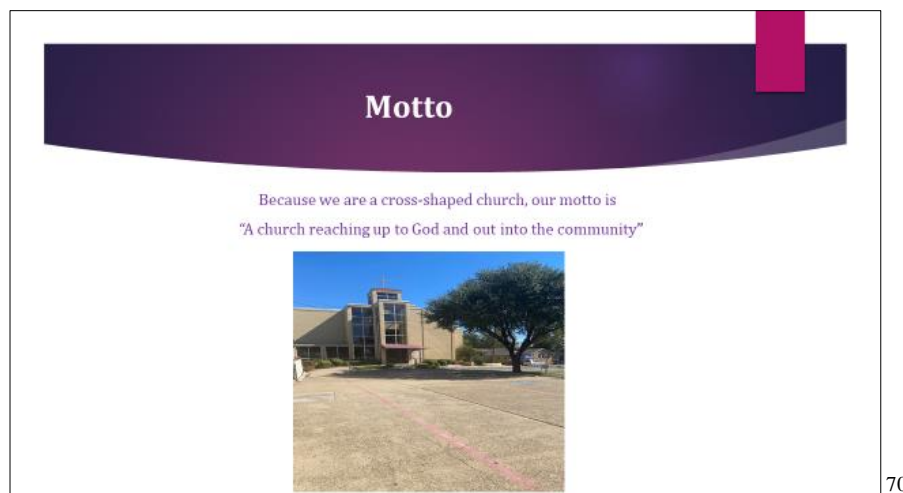 Motto
Because we are a cross-shaped church, our motto is
“A church reaching up to God and out into the community”
70